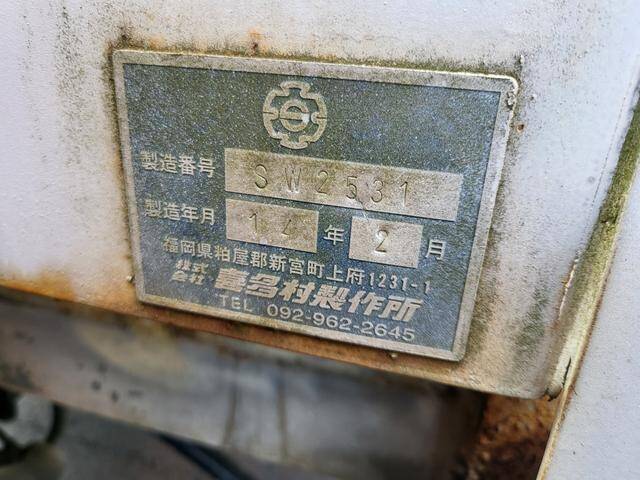 製造番号 SW2531
製造年月 14年2月
福岡県粕屋郡新宮町上府1231-1
株式会社 喜多村製作所
TEL 092-962-2645